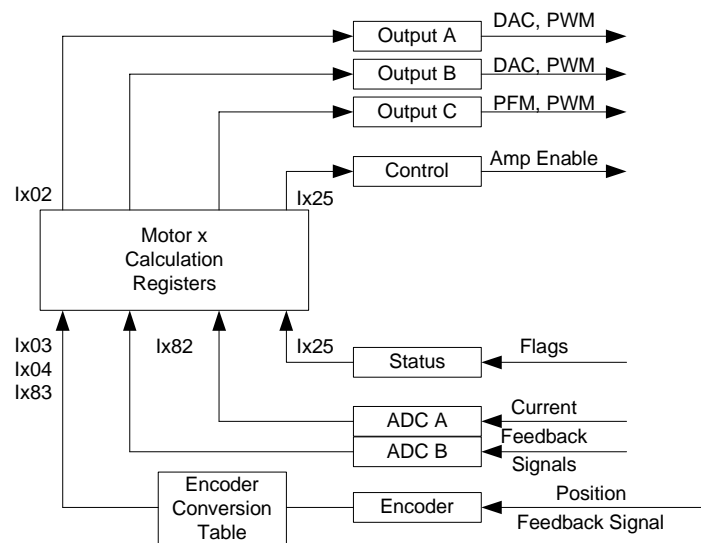 Output A
DAC, PWM
Output B
DAC, PWM
Output C
PFM, PWM
Control
Amp Enable
Ix02
Ix25
Motor x
Calculation
Registers
Ix03
Ix04
Ix83
Ix82
Ix25
Status
Flags
ADC A
Current
ADC B
Feedback
Signals
Encoder
Conversion
Table
Encoder
Position
Feedback Signal